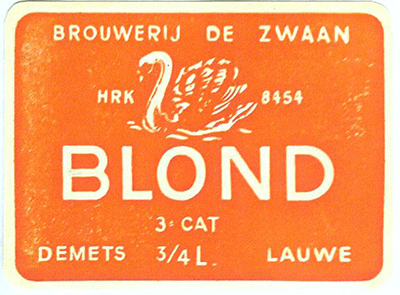 BROUWERIJ DE ZWAAN
HRK 8454
BLOND
3e CAT
DEMETS 3/4 L. LAUWE